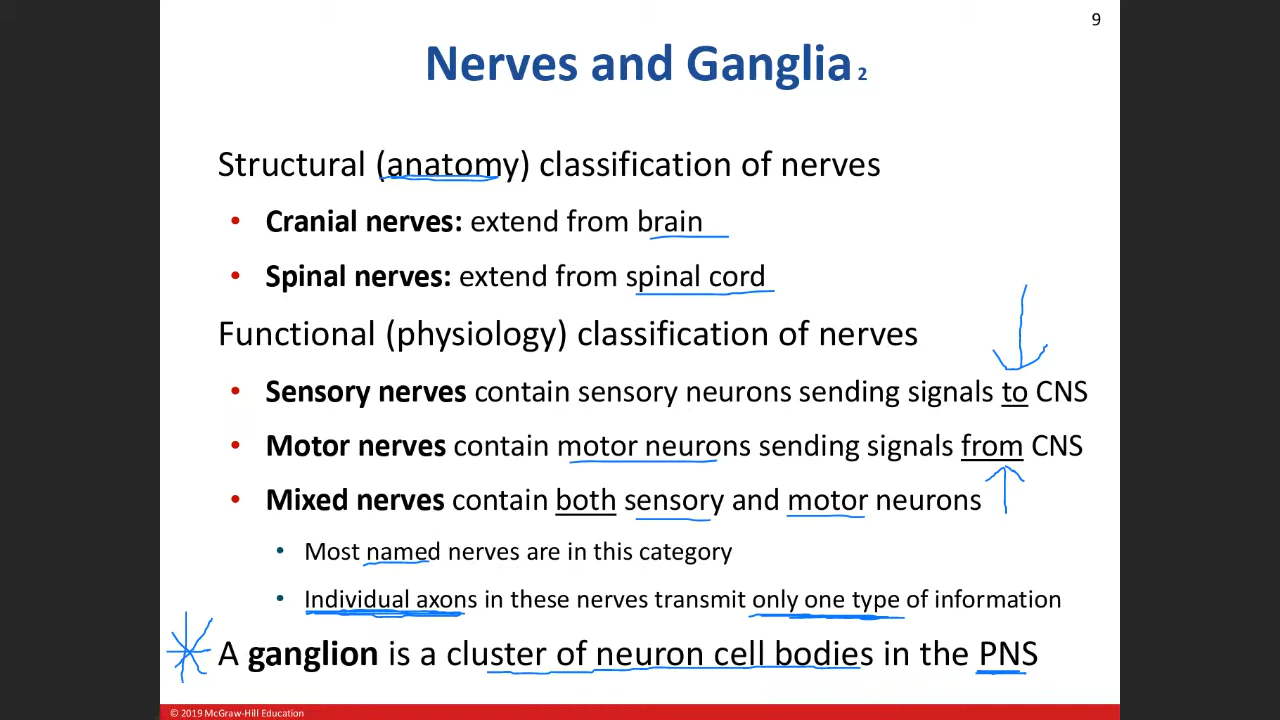 9
Nerves and Ganglia 2
Structural (anatomy) classification of nerves
• Cranial nerves: extend from brain
• Spinal nerves: extend from spinal cord
Functional (physiology) classification of nerves
• Sensory nerves contain sensory neurons sending signals to CNS
• Motor nerves contain motor neurons sending signals from CNS
• Mixed nerves contain both sensory and motor neurons
• Most named nerves are in this category
• Individual axons in these nerves transmit only one type of information
A ganglion is a cluster of neuron cell bodies in the PNS
© 2019 McGraw-Hill Education